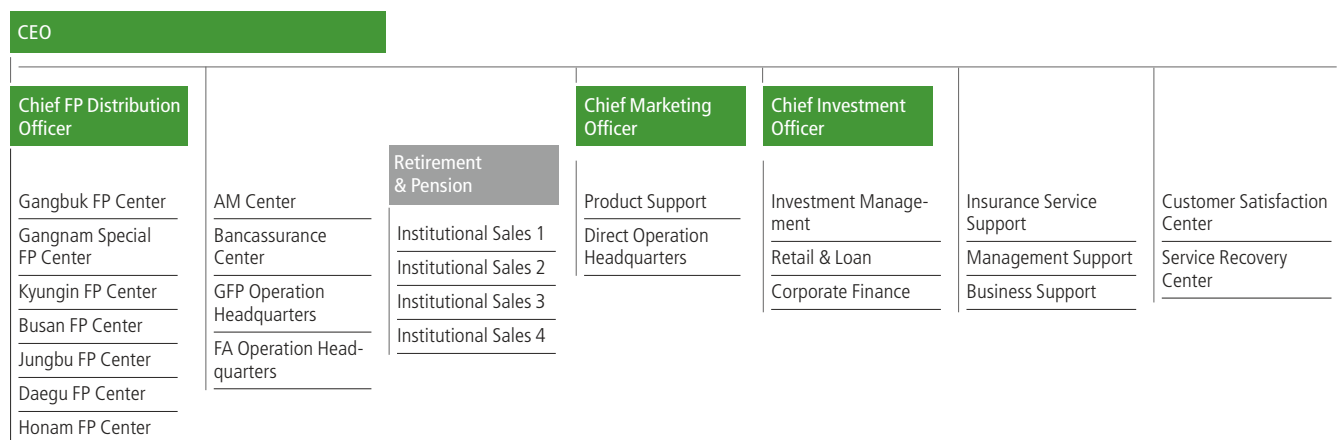 CEO
Chief FP Distribution
Officer
Gangbuk FP Center
Gangnam Special
FP Center
Kyungin FP Center
Busan FP Center
Jungbu FP Center
Daegu FP Center
Honam FP Center
AM Center
Bancassurance
Center
GFP Operation
Headquarters
FA Operation Head-
quarters
Retirement
& Pension
Institutional Sales 1
Institutional Sales 2
Institutional Sales 3
Institutional Sales 4
Chief Marketing
Officer
Product Support
Direct Operation
Headquarters
Chief Investment
Officer
Investment Manage-
ment
Retail & Loan
Corporate Finance
Insurance Service
Support
Management Support
Business Support
Customer Satisfaction
Center
Service Recovery
Center